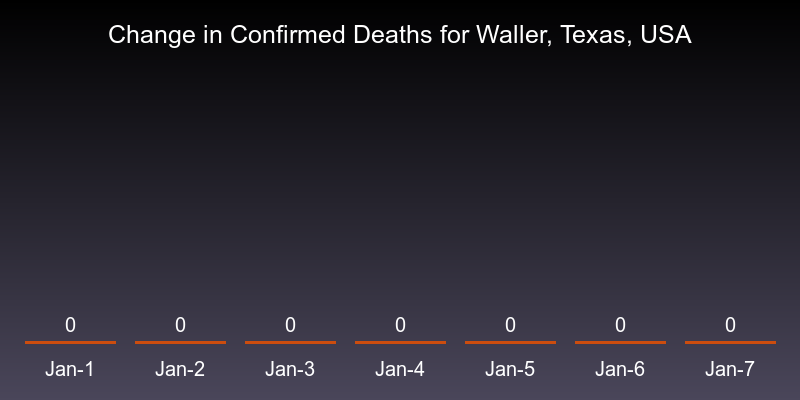 Change in Confirmed Deaths for Waller, Texas, USA
0 0 0 0 0 0 0
Jan-1 Jan-2 Jan-3 Jan-4 Jan-5 Jan-6 Jan-7